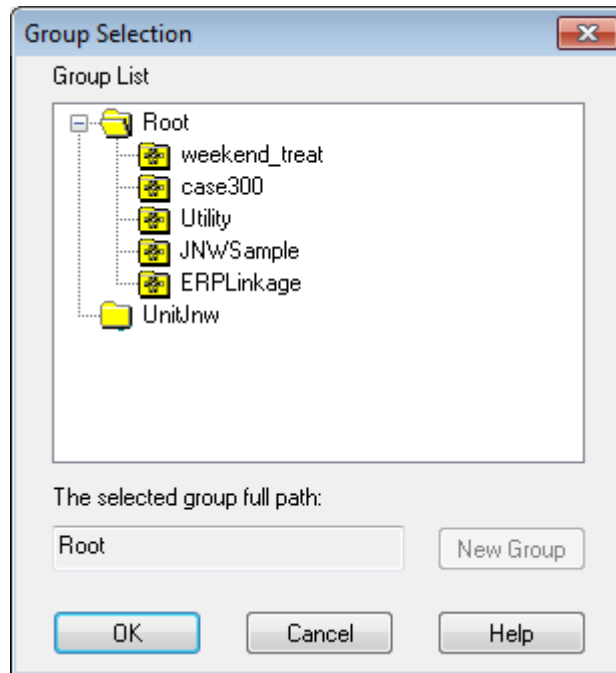 Group Selection
Group List
Root
weekend_treat
case300
Utility
JNWSample
ERPLinkage
UnitJnw
The selected group full path:
Root
New Group
OK
Cancel
Help